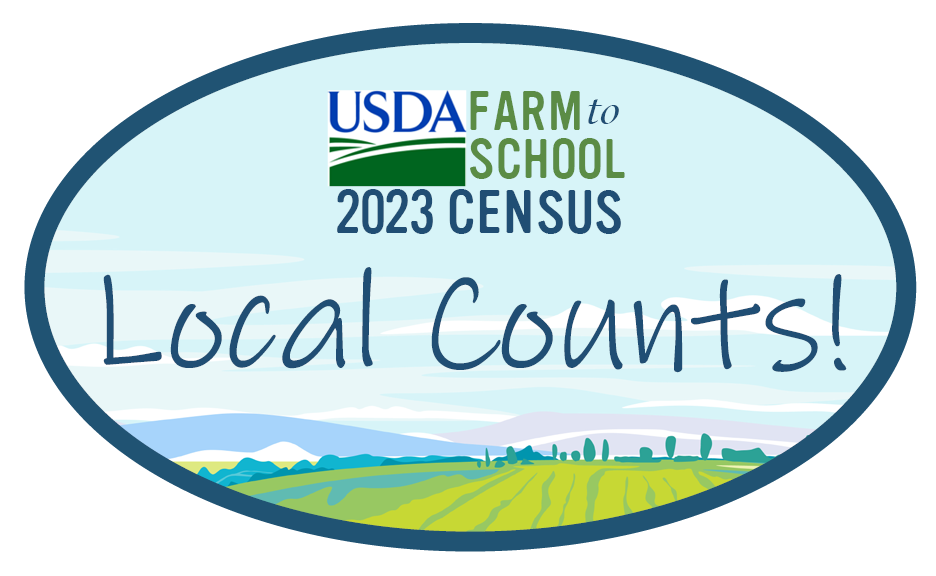 USDA FARM to
SCHOOL
2023 CENSUS
Local Counts!